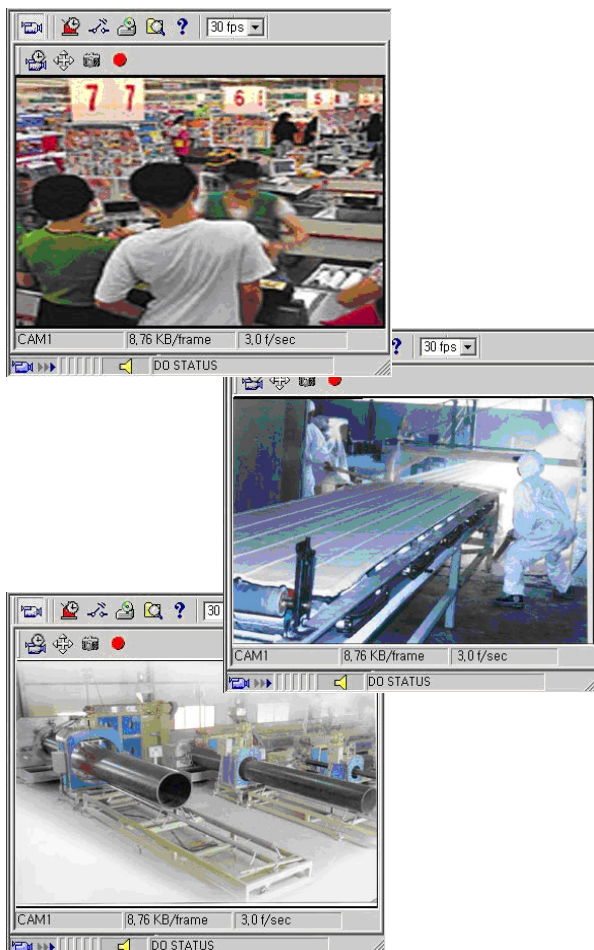 ? 30 fps
7 7 6
CAM1 8,76 KB/frame 3,0 f/sec
DO STATUS
? 30 fps
CAM1 8,76 KB/frame 3,0 f/sec
DO STATUS
? 30
CAM1 8,76 KB/frame 3,0 f/sec
DO STATUS